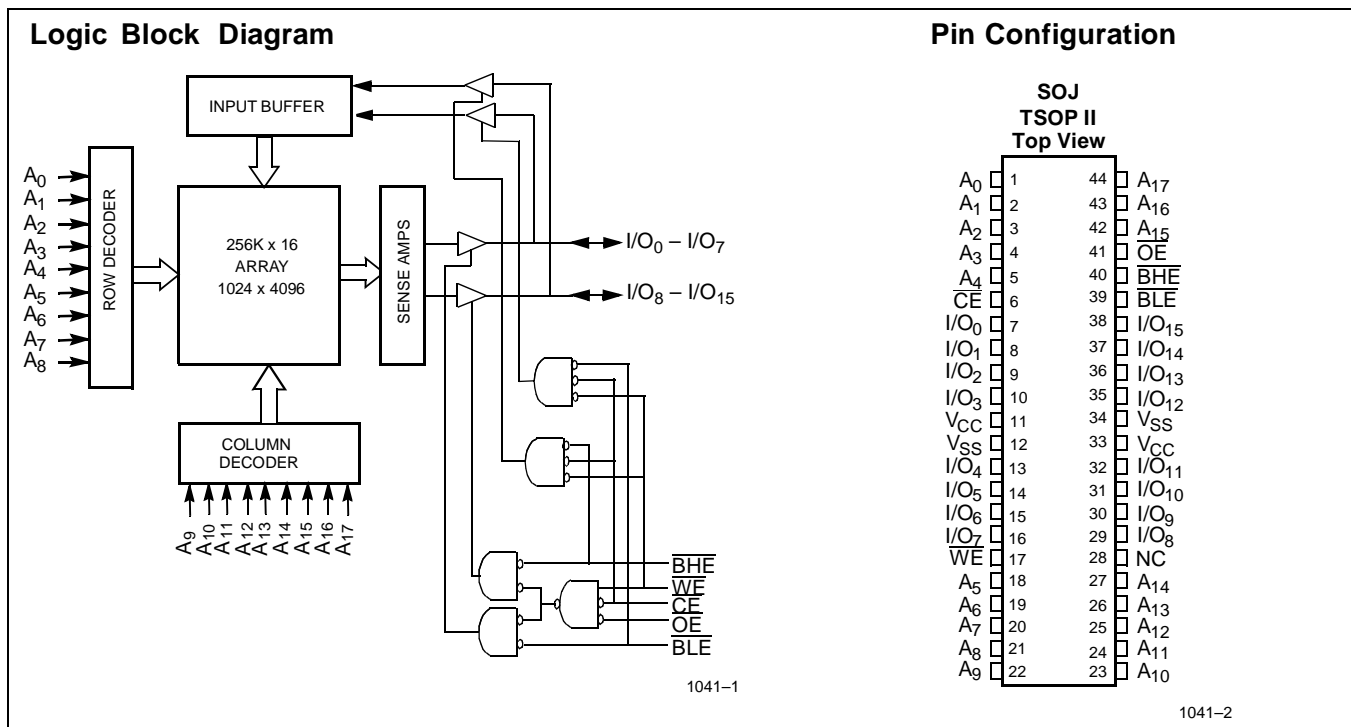 Logic Block Diagram
INPUT BUFFER
A0
A1
A2
A3
A4
A5
A6
A7
A8
ROW DECODER
256K x 16
ARRAY
1024 x 4096
SENSE AMPS
I/O0 – I/O7
I/O8 – I/O15
COLUMN
DECODER
A9
A10
A11
A12
A13
A14
A15
A16
A17
BHE
WE
CE
OE
BLE
1041–1
Pin Configuration
SOJ
TSOP II
Top View
A0 1 44 A17
A1 2 43 A16
A2 3 42 A15
A3 4 41 OE
A4 5 40 BHE
CE 6 39 BLE
I/O0 7 38 I/O15
I/O1 8 37 I/O14
I/O2 9 36 I/O13
I/O3 10 35 I/O12
VCC 11 34 VSS
VSS 12 33 VCC
I/O4 13 32 I/O11
I/O5 14 31 I/O10
I/O6 15 30 I/O9
I/O7 16 29 I/O8
WE 17 28 NC
A5 18 27 A14
A6 19 26 A13
A7 20 25 A12
A8 21 24 A11
A9 22 23 A10
1041–2